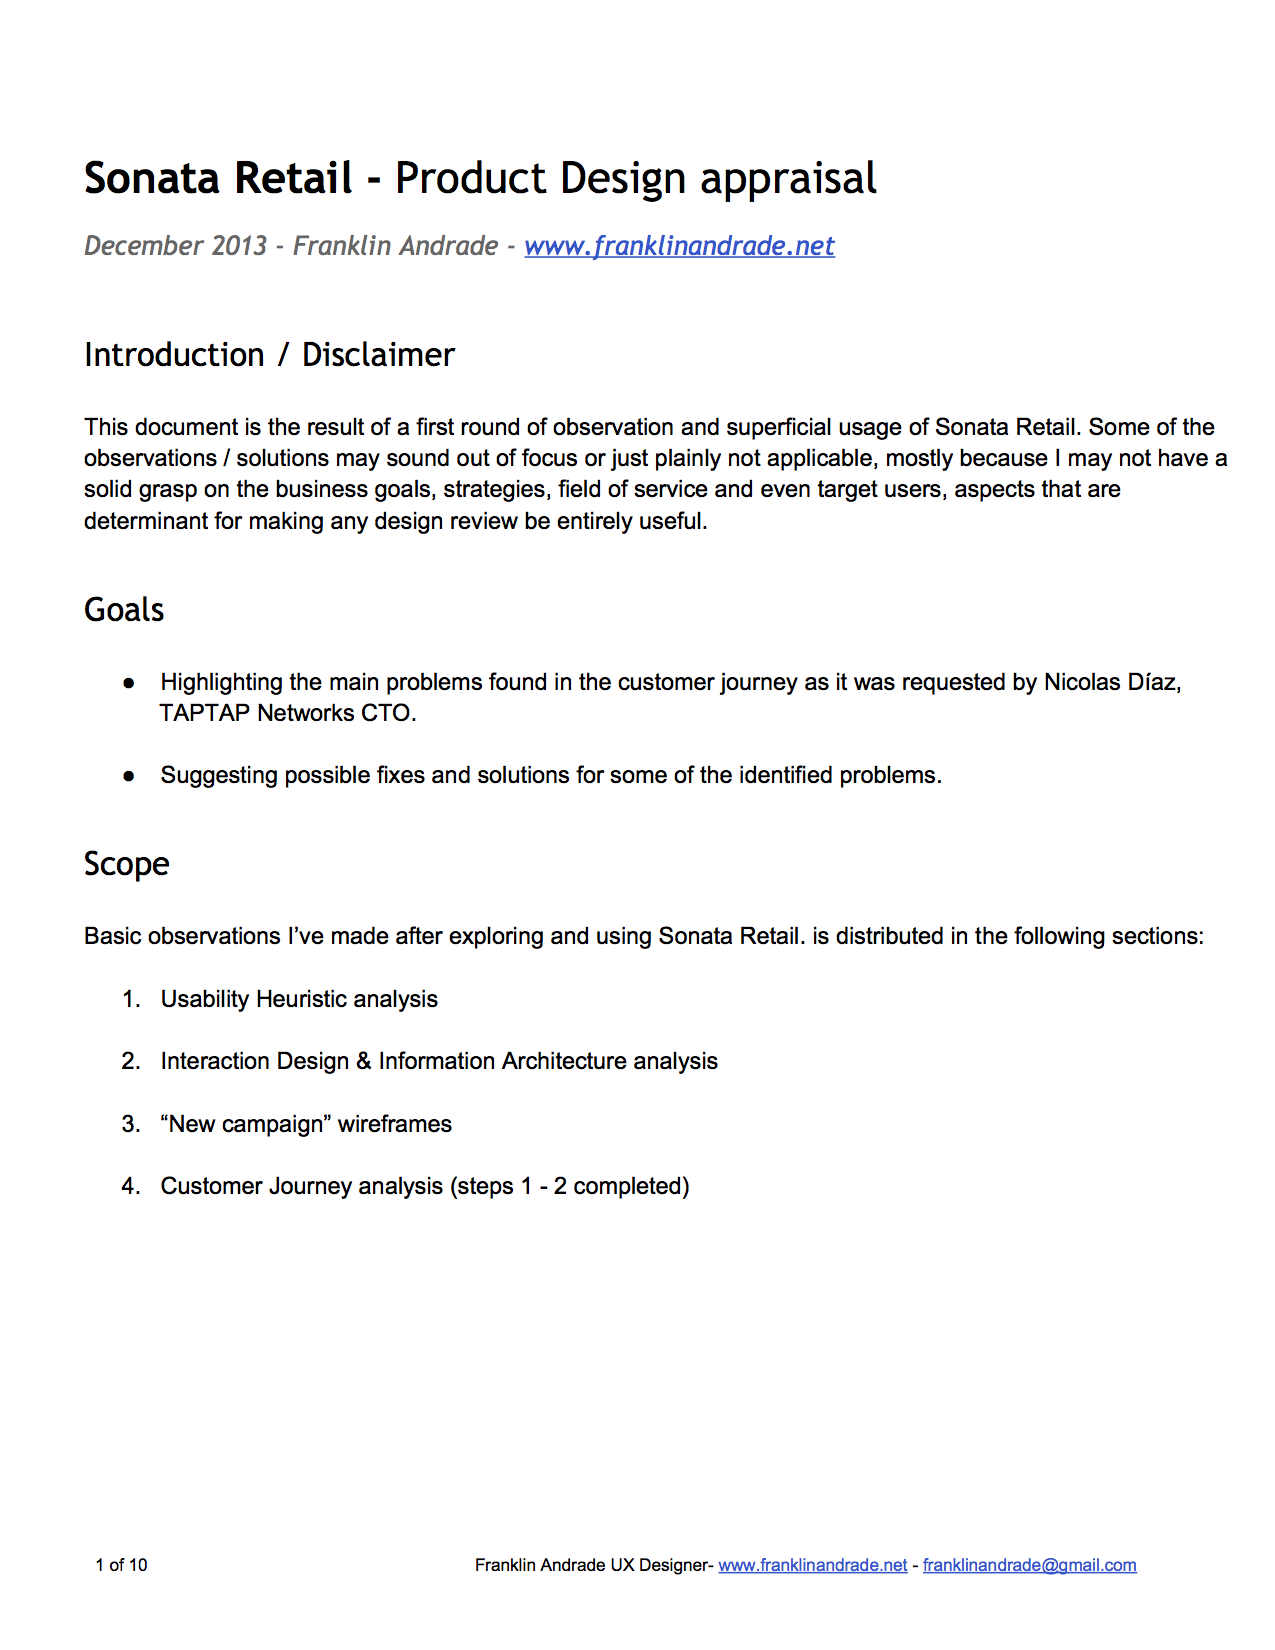 Sonata Retail - Product Design appraisal
December 2013 - Franklin Andrade - www.franklinandrade.net
Introduction / Disclaimer
This document is the result of a first round of observation and superficial usage of Sonata Retail. Some of the
observations / solutions may sound out of focus or just plainly not applicable, mostly because I may not have a
solid grasp on the business goals, strategies, field of service and even target users, aspects that are
determinant for making any design review be entirely useful.
Goals
● Highlighting the main problems found in the customer journey as it was requested by Nicolas Díaz,
TAPTAP Networks CTO.
● Suggesting possible fixes and solutions for some of the identified problems.
Scope
Basic observations I’ve made after exploring and using Sonata Retail. is distributed in the following sections:
1. Usability Heuristic analysis
2. Interaction Design & Information Architecture analysis
3. “New campaign” wireframes
4. Customer Journey analysis (steps 1 - 2 completed)
1 of 10 Franklin Andrade UX Designer- www.franklinandrade.net - franklinandrade@gmail.com